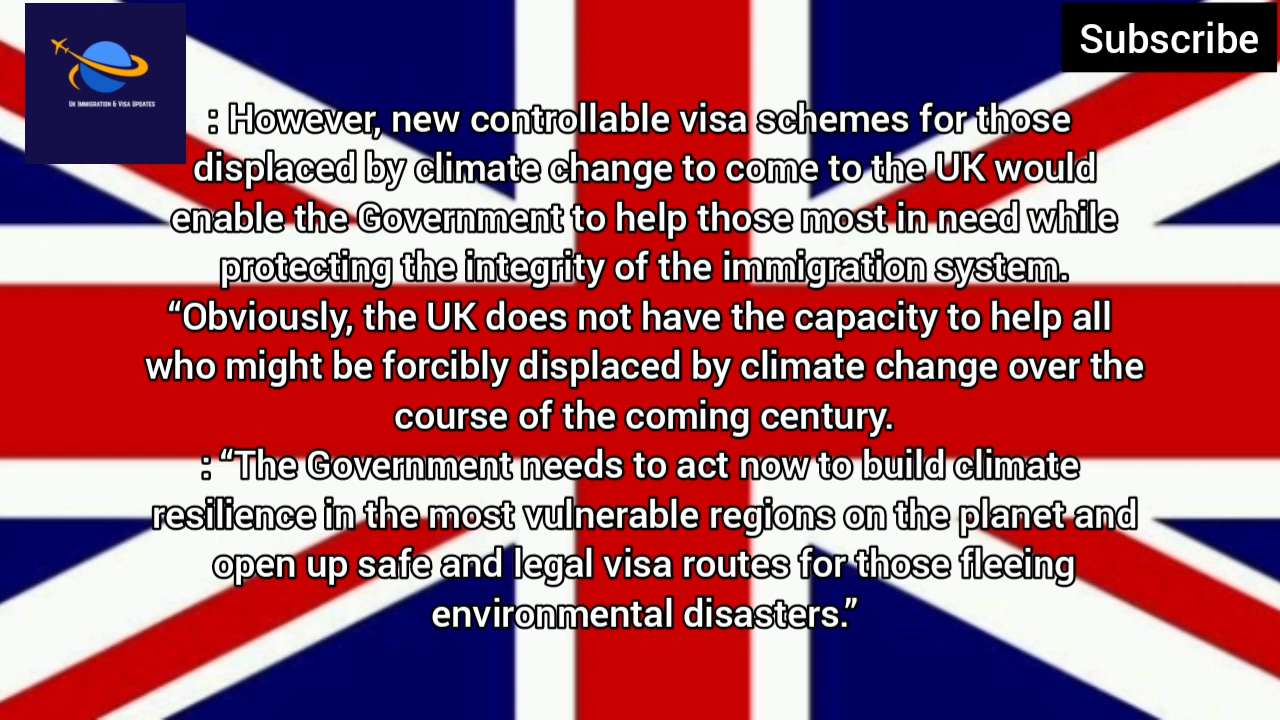 UK Immigration & Visa Updates
Subscribe
: However, new controllable visa schemes for those
displaced by climate change to come to the UK would
enable the Government to help those most in need while
protecting the integrity of the immigration system.
“Obviously, the UK does not have the capacity to help all
who might be forcibly displaced by climate change over the
course of the coming century.
: “The Government needs to act now to build climate
resilience in the most vulnerable regions on the planet and
open up safe and legal visa routes for those fleeing
environmental disasters.”